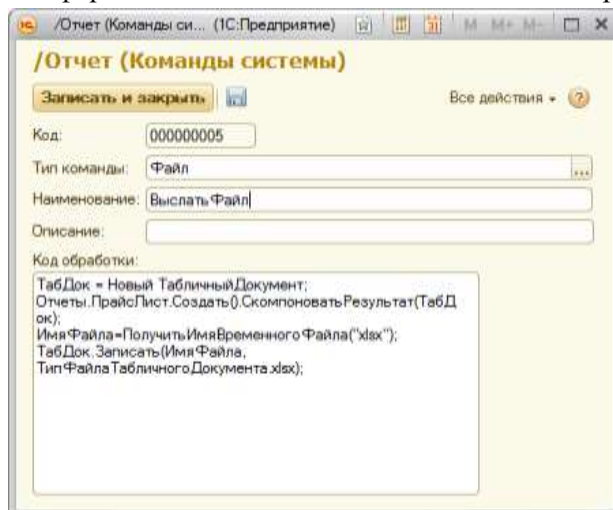 /Отчет (Команды си... (1С:Предприятие) M M+ M-
/Отчет (Команды системы)
Записать и закрыть Все действия ?
Код: 000000005
Тип команды: Файл ...
Наименование: Выслать Файл
Описание:
Код обработки:
ТабДок = Новый ТабличныйДокумент;
Отчеты.ПрайсЛист.Создать().СкомпоноватьРезультат(ТабД
ок);
ИмяФайла=ПолучитьИмяВременногоФайла("xlsx");
ТабДок.Записать(ИмяФайла,
ТипФайлаТабличногоДокумента.xlsx);